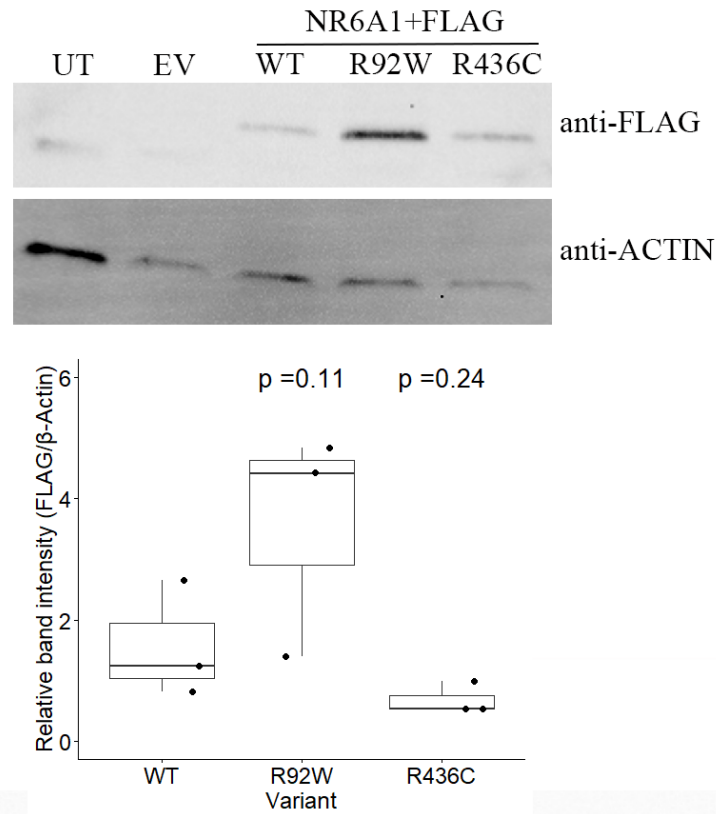 NR6A1+FLAG
UT EV WT R92W R436C
anti-FLAG
anti-ACTIN
Relative band intensity (FLAG/β-Actin)
6
4
2
0
p =0.11 p =0.24
WT R92W R436C
Variant